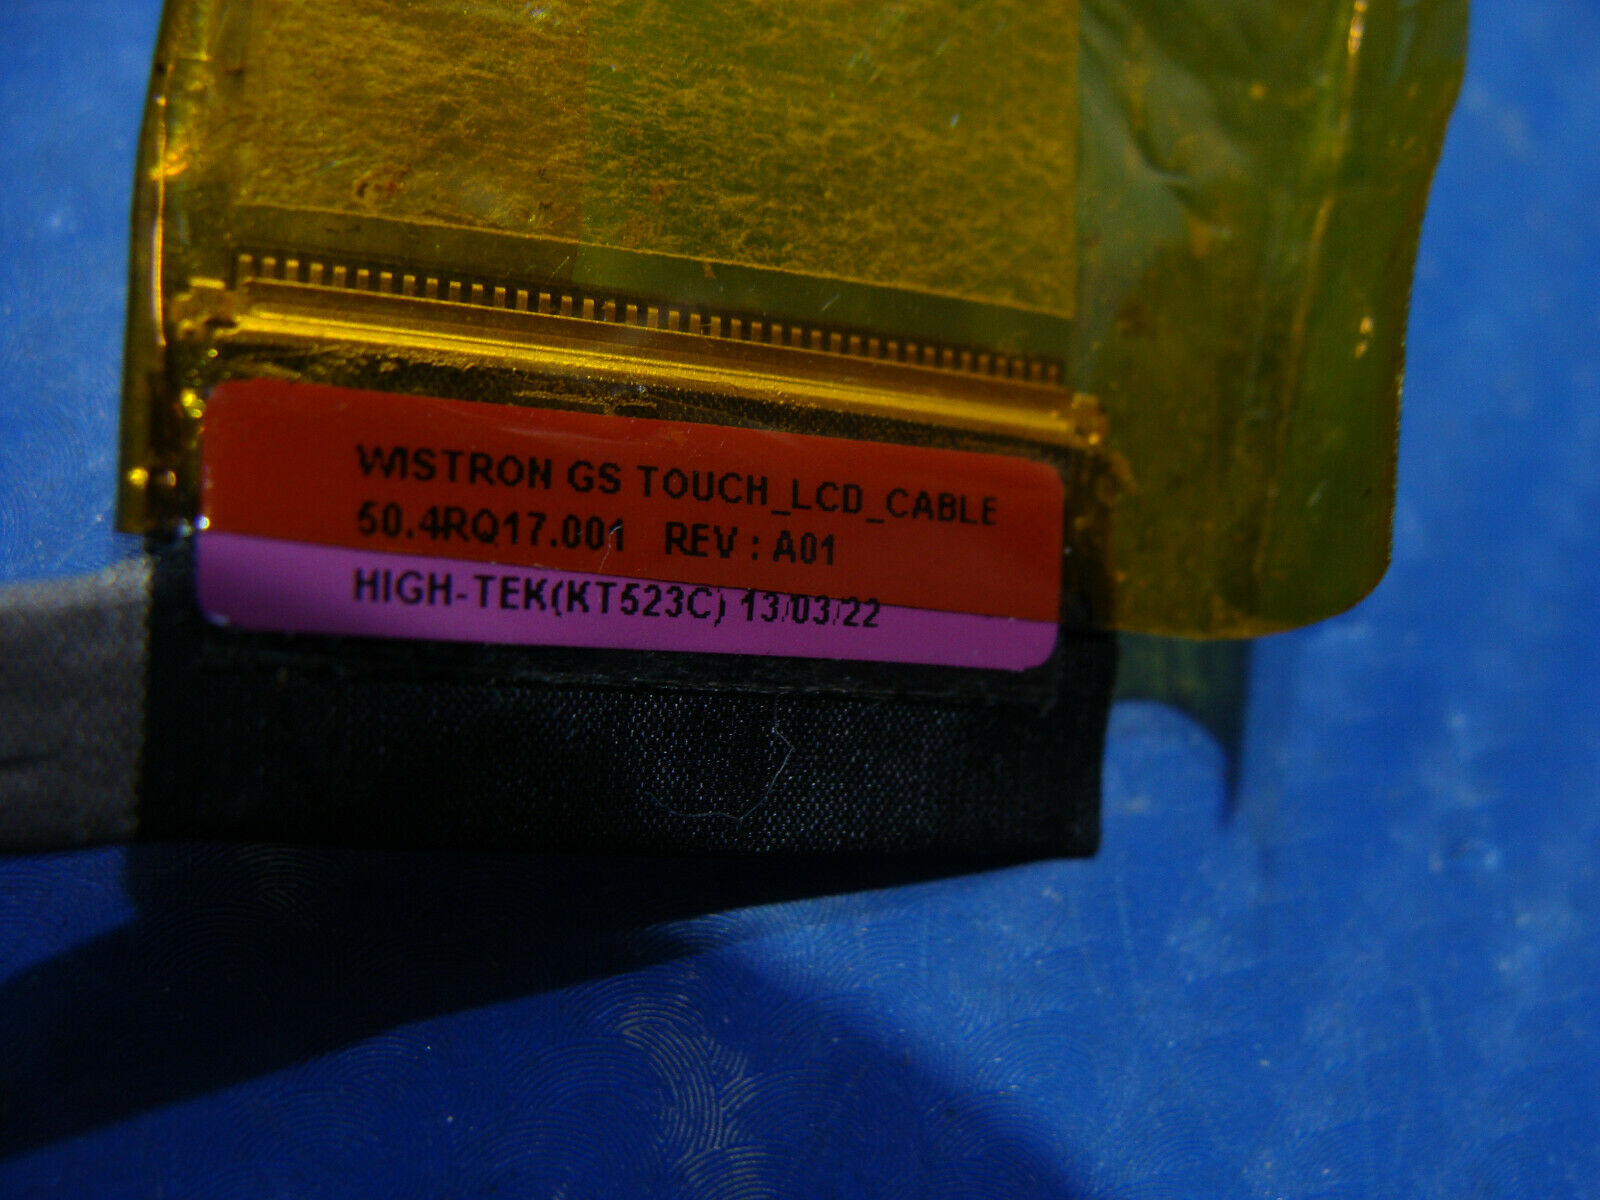 WISTRON GS TOUCH_LCD_CABLE
50.4RQ17.001 REV : A01
HIGH-TEK(KT523C) 13/03/22